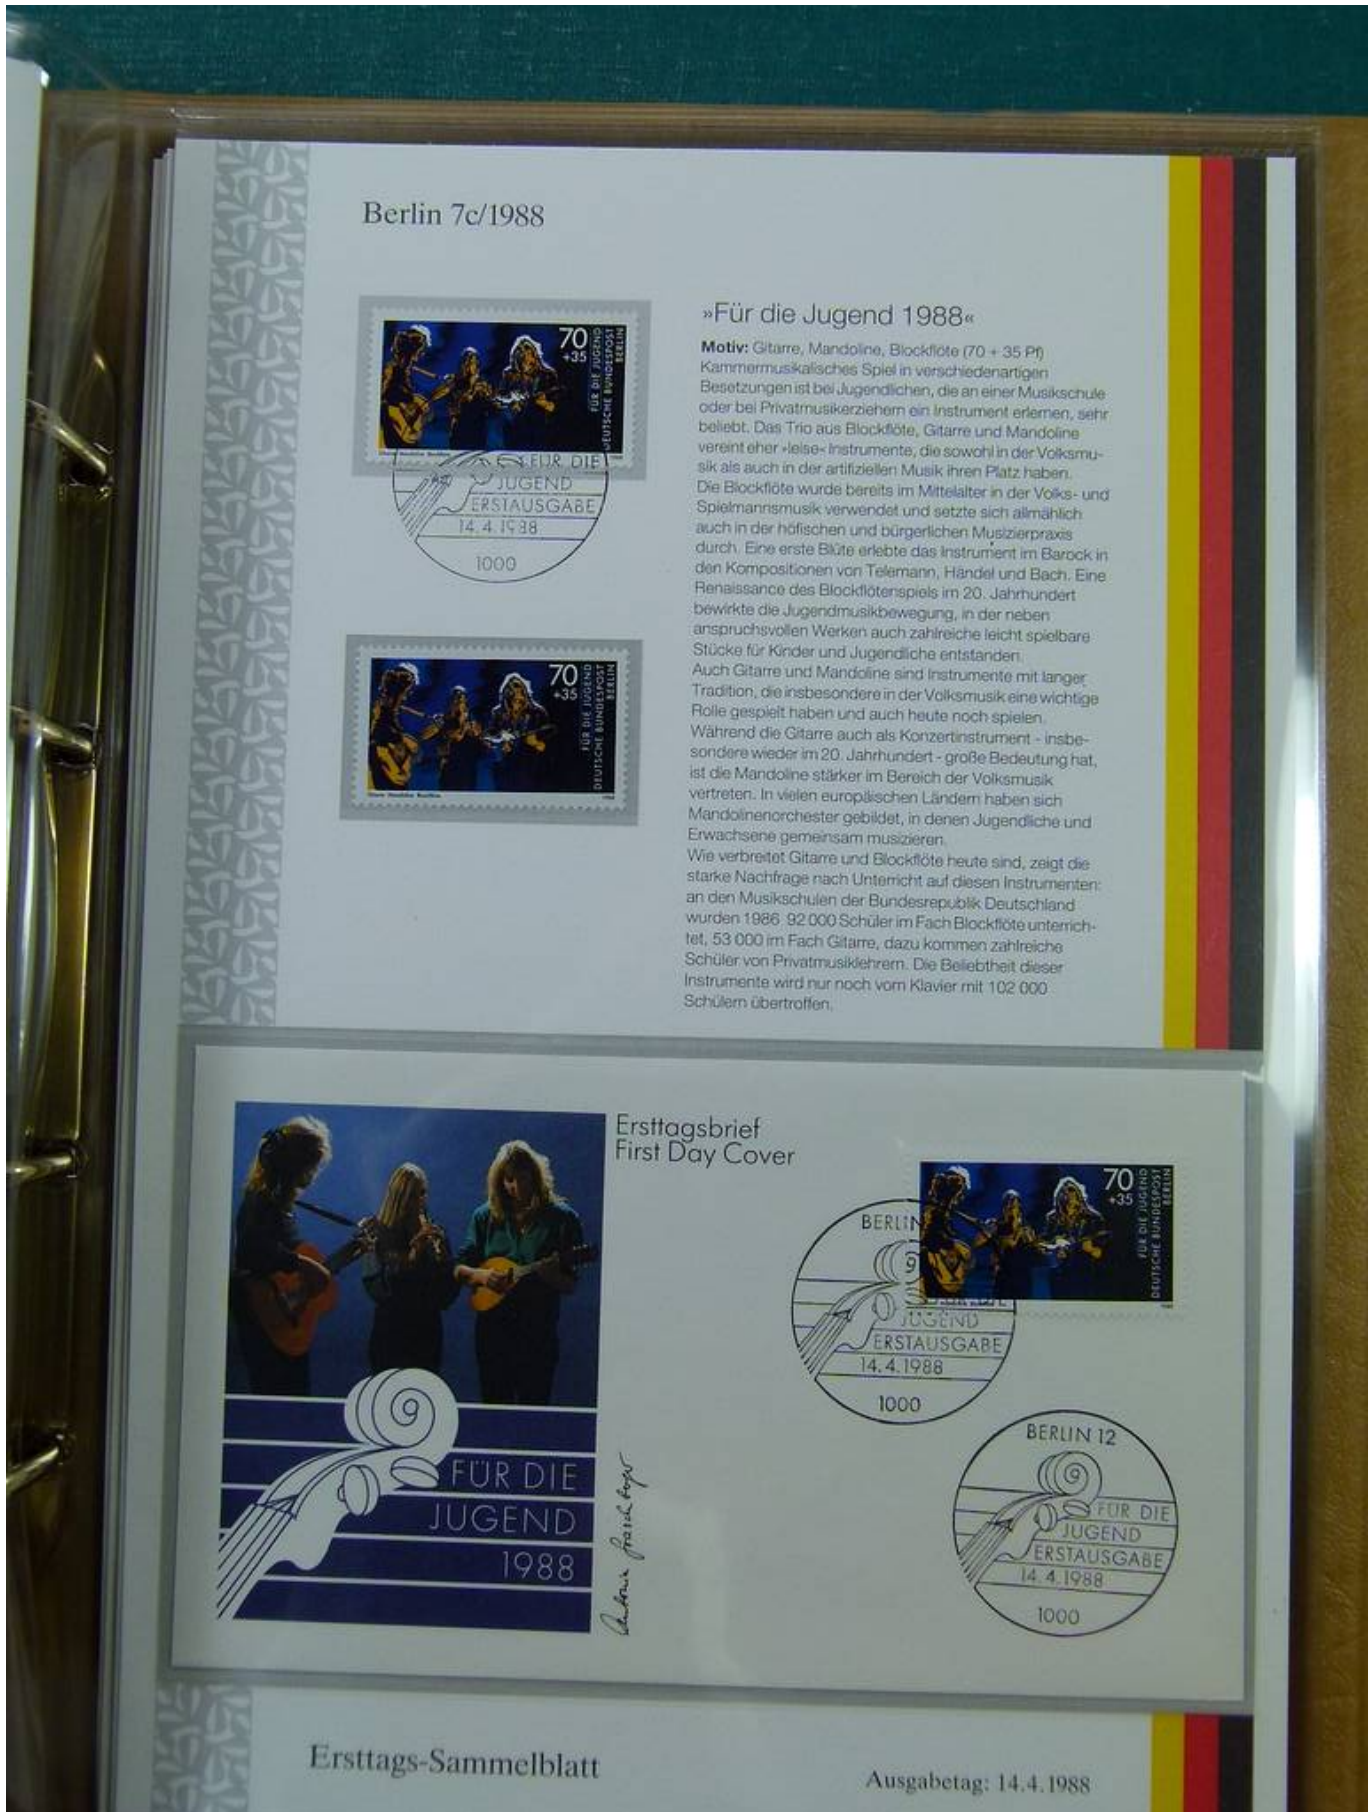 Berlin 7c/1988
70
+35
FÜR DIE JUGEND
DEUTSCHE BUNDESPOST
BERLIN
FÜR DIE
JUGEND
ERSTAUSGABE
14.4.1988
1000
70
+35
FÜR DIE JUGEND
DEUTSCHE BUNDESPOST
BERLIN
»Für die Jugend 1988«
Motiv: Gitarre, Mandoline, Blockflöte (70 + 35 Pf)
Kammermusikalisches Spiel in verschiedenartigen
Besetzungen ist bei Jugendlichen, die an einer Musikschule
oder bei Privatmusikerziehern ein Instrument erlernen, sehr
beliebt. Das Trio aus Blockflöte, Gitarre und Mandoline
vereint eher »leise« Instrumente, die sowohl in der Volksmu-
sik als auch in der artifiziellen Musik ihren Platz haben.
Die Blockflöte wurde bereits im Mittelalter in der Volks- und
Spielmannsmusik verwendet und setzte sich allmählich
auch in der höfischen und bürgerlichen Musizierpraxis
durch. Eine erste Blüte erlebte das Instrument im Barock in
den Kompositionen von Telemann, Händel und Bach. Eine
Renaissance des Blockflötenspiels im 20. Jahrhundert
bewirkte die Jugendmusikbewegung, in der neben
anspruchsvollen Werken auch zahlreiche leicht spielbare
Stücke für Kinder und Jugendliche entstanden.
Auch Gitarre und Mandoline sind Instrumente mit langer
Tradition, die insbesondere in der Volksmusik eine wichtige
Rolle gespielt haben und auch heute noch spielen.
Während die Gitarre auch als Konzertinstrument - insbe-
sondere wieder im 20. Jahrhundert - große Bedeutung hat,
ist die Mandoline stärker im Bereich der Volksmusik
vertreten. In vielen europäischen Ländern haben sich
Mandolinenorchester gebildet, in denen Jugendliche und
Erwachsene gemeinsam musizieren.
Wie verbreitet Gitarre und Blockflöte heute sind, zeigt die
starke Nachfrage nach Unterricht auf diesen Instrumenten:
an den Musikschulen der Bundesrepublik Deutschland
wurden 1986 92 000 Schüler im Fach Blockflöte unterrich-
tet, 53 000 im Fach Gitarre, dazu kommen zahlreiche
Schüler von Privatmusiklehrern. Die Beliebtheit dieser
Instrumente wird nur noch vom Klavier mit 102 000
Schülern übertroffen.
Ersttagsbrief
First Day Cover
FÜR DIE
JUGEND
1988
70
+35
FÜR DIE JUGEND
DEUTSCHE BUNDESPOST
BERLIN
BERLIN
JUGEND
ERSTAUSGABE
14.4.1988
1000
BERLIN 12
FÜR DIE
JUGEND
ERSTAUSGABE
14.4.1988
1000
Ersttags-Sammelblatt
Ausgabetag: 14.4.1988